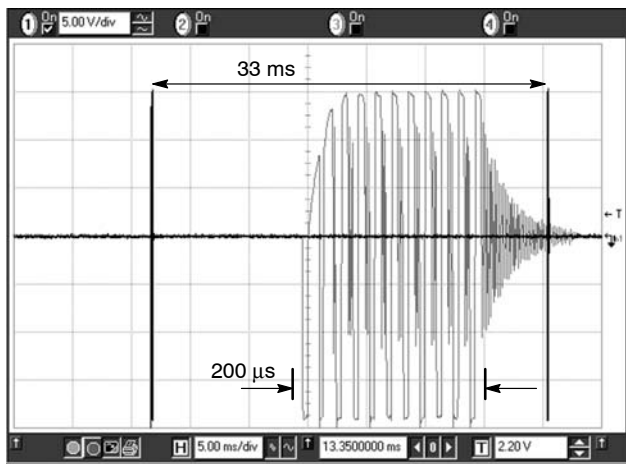 1 On 5.00 V/div 2 On 3 On 4 On
33 ms
← T
200 μs
H 5.00 ms/div 13.3500000 ms 0 T 2.20 V